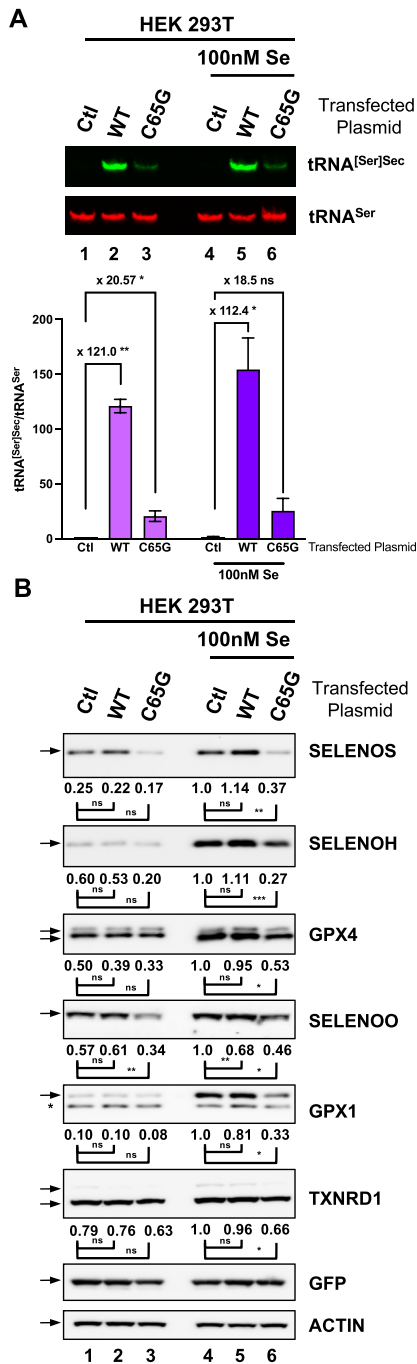 A
HEK 293T
100nM Se
Ctl WT C65G Ctl WT C65G
Transfected Plasmid
tRNA[Ser]Sec
tRNASer
1 2 3 4 5 6
x 20.57 * x 18.5 ns
x 121.0 ** x 112.4 *
tRNA[Ser]Sec/tRNASer
200
150
100
50
0
Ctl WT C65G Ctl WT C65G Transfected Plasmid
100nM Se
B
HEK 293T
100nM Se
Ctl WT C65G Ctl WT C65G
Transfected Plasmid
SELENOS
0.25 0.22 0.17 1.0 1.14 0.37
ns ns
ns **
SELENOH
0.60 0.53 0.20 1.0 1.11 0.27
ns ns
ns ***
GPX4
0.50 0.39 0.33 1.0 0.95 0.53
ns ns
ns *
SELENOO
0.57 0.61 0.34 1.0 0.68 0.46
ns **
** *
GPX1
*
0.10 0.10 0.08 1.0 0.81 0.33
ns ns
ns *
TXNRD1
0.79 0.76 0.63 1.0 0.96 0.66
ns ns
ns *
GFP
ACTIN
1 2 3 4 5 6